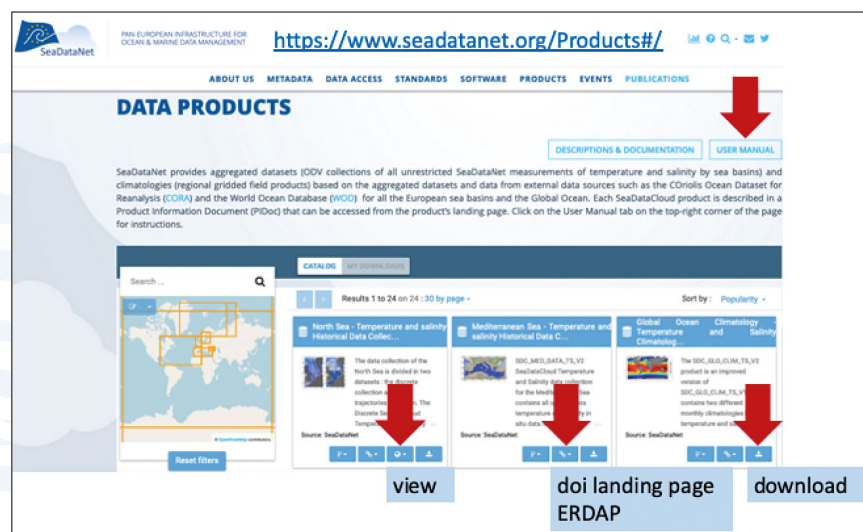 SeaDataNet
PAN-EUROPEAN INFRASTRUCTURE FOR
OCEAN & MARINE DATA MANAGEMENT
https://www.seadatanet.org/Products#/
ABOUT US METADATA DATA ACCESS STANDARDS SOFTWARE PRODUCTS EVENTS PUBLICATIONS
DATA PRODUCTS
DESCRIPTIONS & DOCUMENTATION USER MANUAL
SeaDataNet provides aggregated datasets (ODV collections of all unrestricted SeaDataNet measurements of temperature and salinity by sea basins) and
climatologies (regional gridded field products) based on the aggregated datasets and data from external data sources such as the COriolis Ocean Dataset for
Reanalysis (CORA) and the World Ocean Database (WOD) for all the European sea basins and the Global Ocean. Each SeaDataCloud product is described in a
Product Information Document (PIDoc) that can be accessed from the product's landing page. Click on the User Manual tab on the top-right corner of the page
for instructions.
CATALOG MY DOWNLOADS
Search ...
Results 1 to 24 on 24 : 30 by page
Sort by : Popularity
North Sea - Temperature and salinity
Historical Data Collec...
The data collection of the
North Sea is divided in two
datasets : the discrete
collection
trajectories The
Discrete
Source: SeaDataNet
Mediterranean Sea - Temperature and
salinity Historical Data C...
SDC_MED_DATA_TS_V2
SeaDataCloud Temperature
and Salinity data collection
for the Mediterranean Sea
contains all
temperature in
situ data
Source: SeaDataNet
Global Ocean Climatology -
Temperature and Salinity
Climatolog...
The SDC_GLO_CLIM_TS_V2
product is an improved
version of
SDC_GLO_CLIM_TS_V1
contains two different
monthly climatologies
temperature and
Source: SeaDataNet
© OpenStreetMap contributors.
Reset filters
view
doi landing page
ERDAP
download